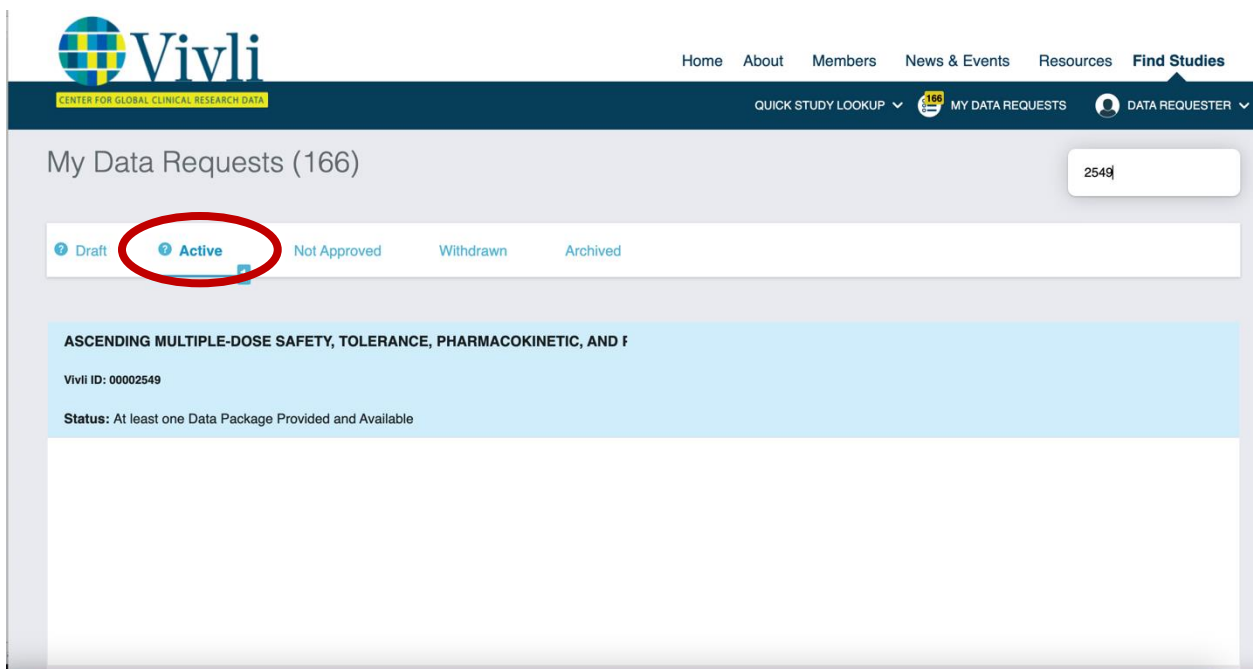 Vivli
CENTER FOR GLOBAL CLINICAL RESEARCH DATA
Home About Members News & Events Resources Find Studies
QUICK STUDY LOOKUP 166 MY DATA REQUESTS DATA REQUESTER
My Data Requests (166)
2549
? Draft ? Active Not Approved Withdrawn Archived
ASCENDING MULTIPLE-DOSE SAFETY, TOLERANCE, PHARMACOKINETIC, AND
Vivli ID: 00002549
Status: At least one Data Package Provided and Available